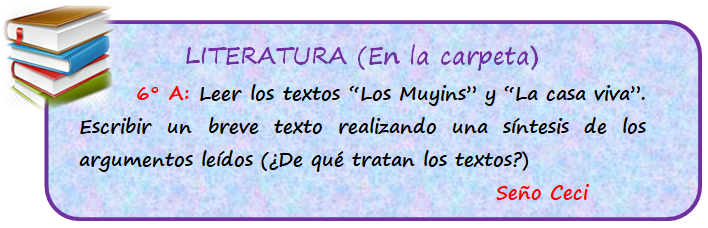 LITERATURA (En la carpeta)
6° A: Leer los textos “Los Muyins” y “La casa viva”.
Escribir un breve texto realizando una síntesis de los
argumentos leídos (¿De qué tratan los textos?)
Seño Ceci